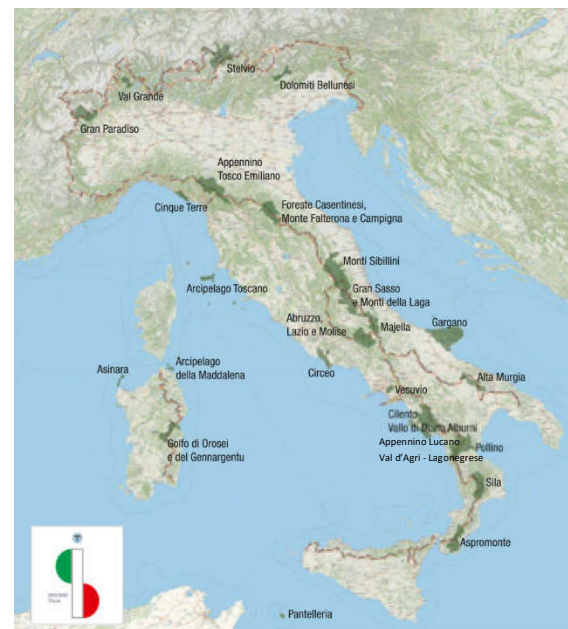 Stelvio
Val Grande
Dolomiti Bellunesi
Gran Paradiso
Appennino
Tosco Emiliano
Cinque Terre
Foreste Casentinesi,
Monte Falterona e Campigna
Monti Sibillini
Arcipelago Toscano
Gran Sasso
e Monti della Laga
Abruzzo,
Lazio e Molise
Majella
Gargano
Circeo
Asinara
Arcipelago
della Maddalena
Vesuvio
Alta Murgia
Cilento
Vallo di Diano Alburni
Appennino Lucano
Pollino
Val d'Agri - Lagonegrese
Golfo di Orosei
e del Gennargentu
Sila
Aspromonte
ITALIA
Pantelleria